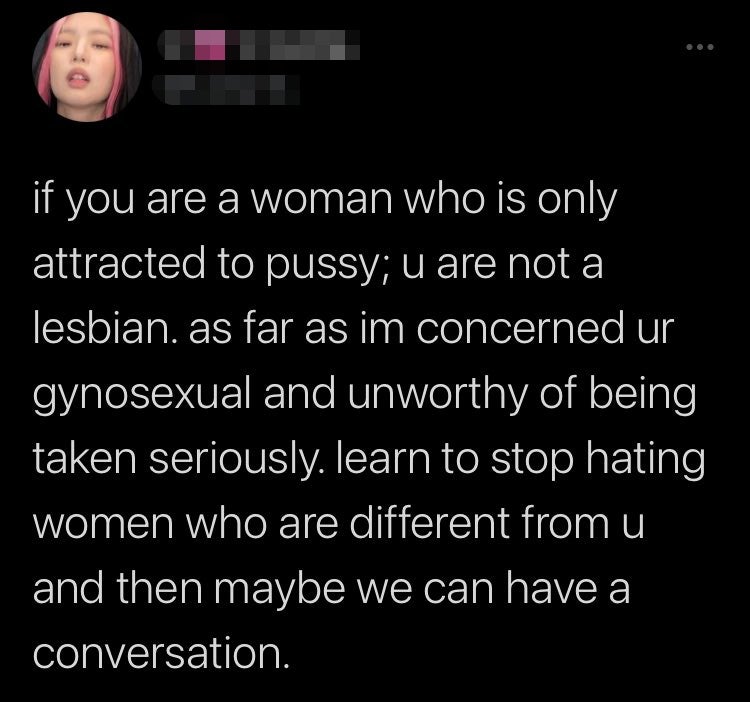 if you are a woman who is only
attracted to pussy; u are not a
lesbian. as far as im concerned ur
gynosexual and unworthy of being
taken seriously. learn to stop hating
women who are different from u
and then maybe we can have a
conversation.